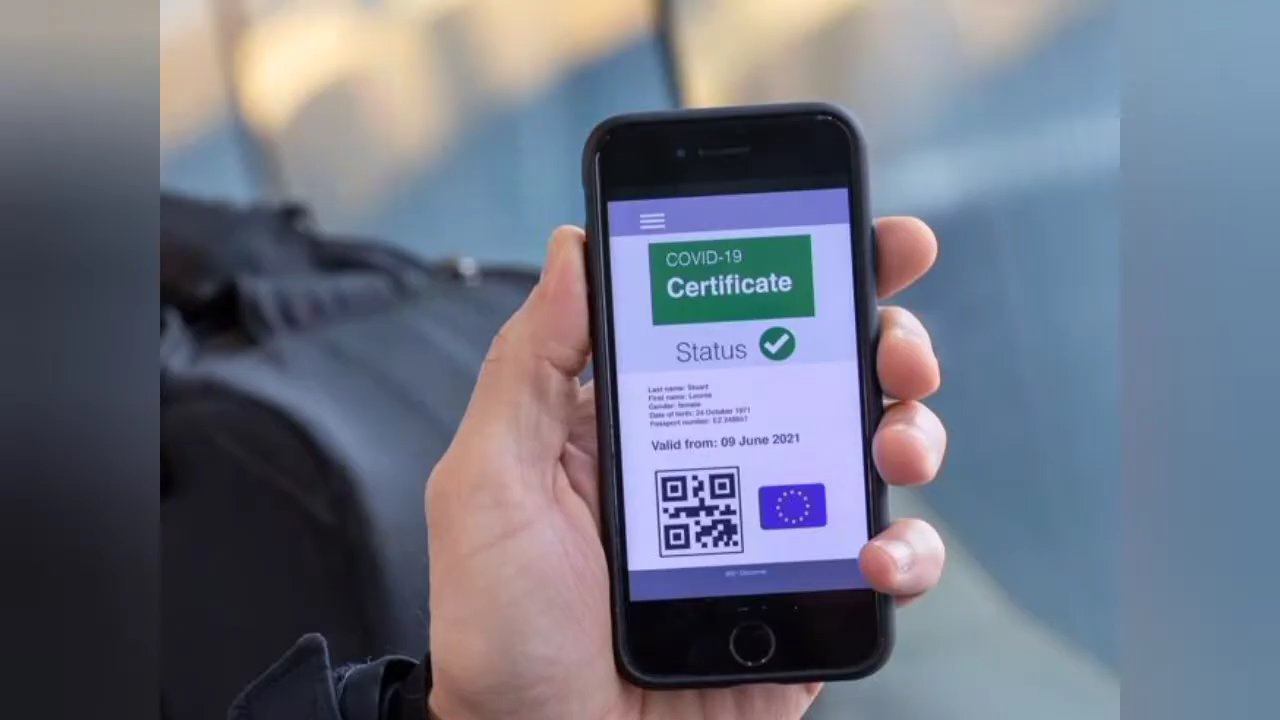 COVID-19
Certificate
Status
Last name: Stuart
First name: Leonie
Gender: female
Date of birth: 24 October 1971
Passport number: EZ
Valid from: 09 June 2021